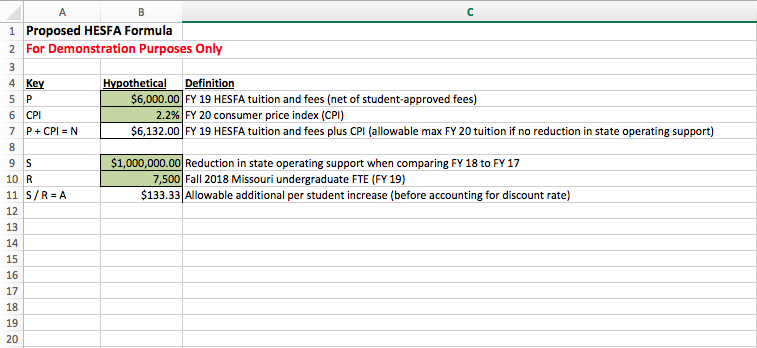 A B C
1 Proposed HESFA Formula
2 For Demonstration Purposes Only
3
4 Key Hypothetical Definition
5 P $6,000.00 FY 19 HESFA tuition and fees (net of student-approved fees)
6 CPI 2.2% FY 20 consumer price index (CPI)
7 P + CPI = N $6,132.00 FY 19 HESFA tuition and fees plus CPI (allowable max FY 20 tuition if no reduction in state operating support)
8
9 S $1,000,000.00 Reduction in state operating support when comparing FY 18 to FY 17
10 R 7,500 Fall 2018 Missouri undergraduate FTE (FY 19)
11 S / R = A $133.33 Allowable additional per student increase (before accounting for discount rate)
12
13
14
15
16
17
18
19
20